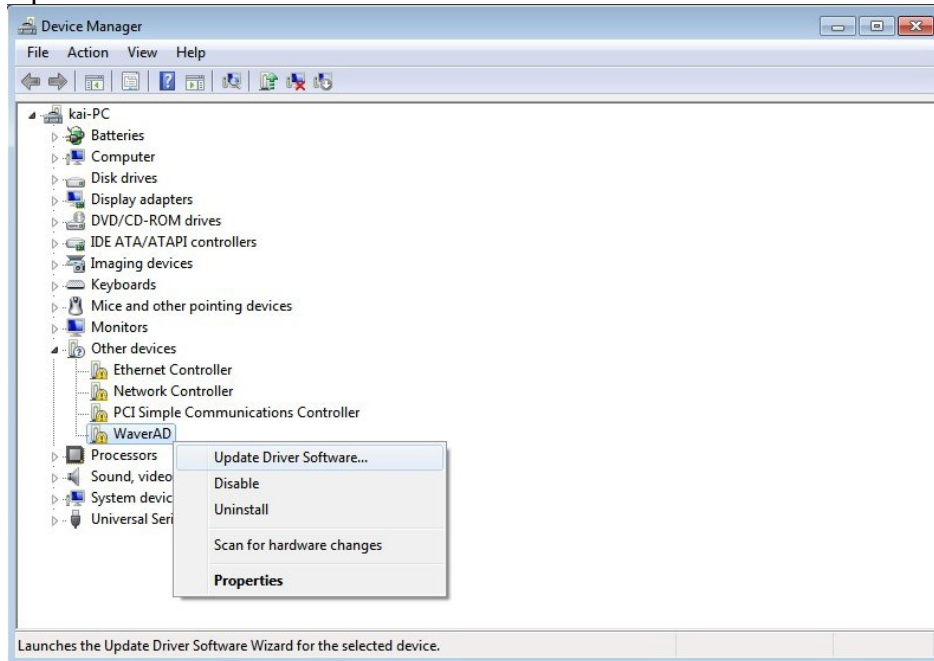 Device Manager
File Action View Help
kai-PC
Batteries
Computer
Disk drives
Display adapters
DVD/CD-ROM drives
IDE ATA/ATAPI controllers
Imaging devices
Keyboards
Mice and other pointing devices
Monitors
Other devices
Ethernet Controller
Network Controller
PCI Simple Communications Controller
WaverAD
Processors
Sound, video
System devic
Universal Seri
Update Driver Software...
Disable
Uninstall
Scan for hardware changes
Properties
Launches the Update Driver Software Wizard for the selected device.